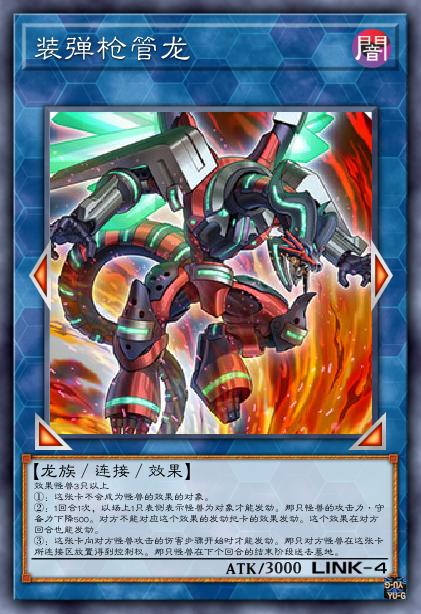 装弹枪管龙
闇
【龙族／连接／效果】
效果怪兽3只以上
①：这张卡不会成为怪兽的效果的对象。
②：1回合1次，以场上1只表侧表示怪兽为对象才能发动。那只怪兽的攻击力·守
备力下降500。对方不能对应这个效果的发动把卡的效果发动。这个效果在对方
回合也能发动。
③：这张卡向对方怪兽攻击的伤害步骤开始时才能发动。那只对方怪兽在这张卡
所连接区放置得到控制权。那只怪兽在下个回合的结束阶段送去墓地。
ATK/3000 LINK-4